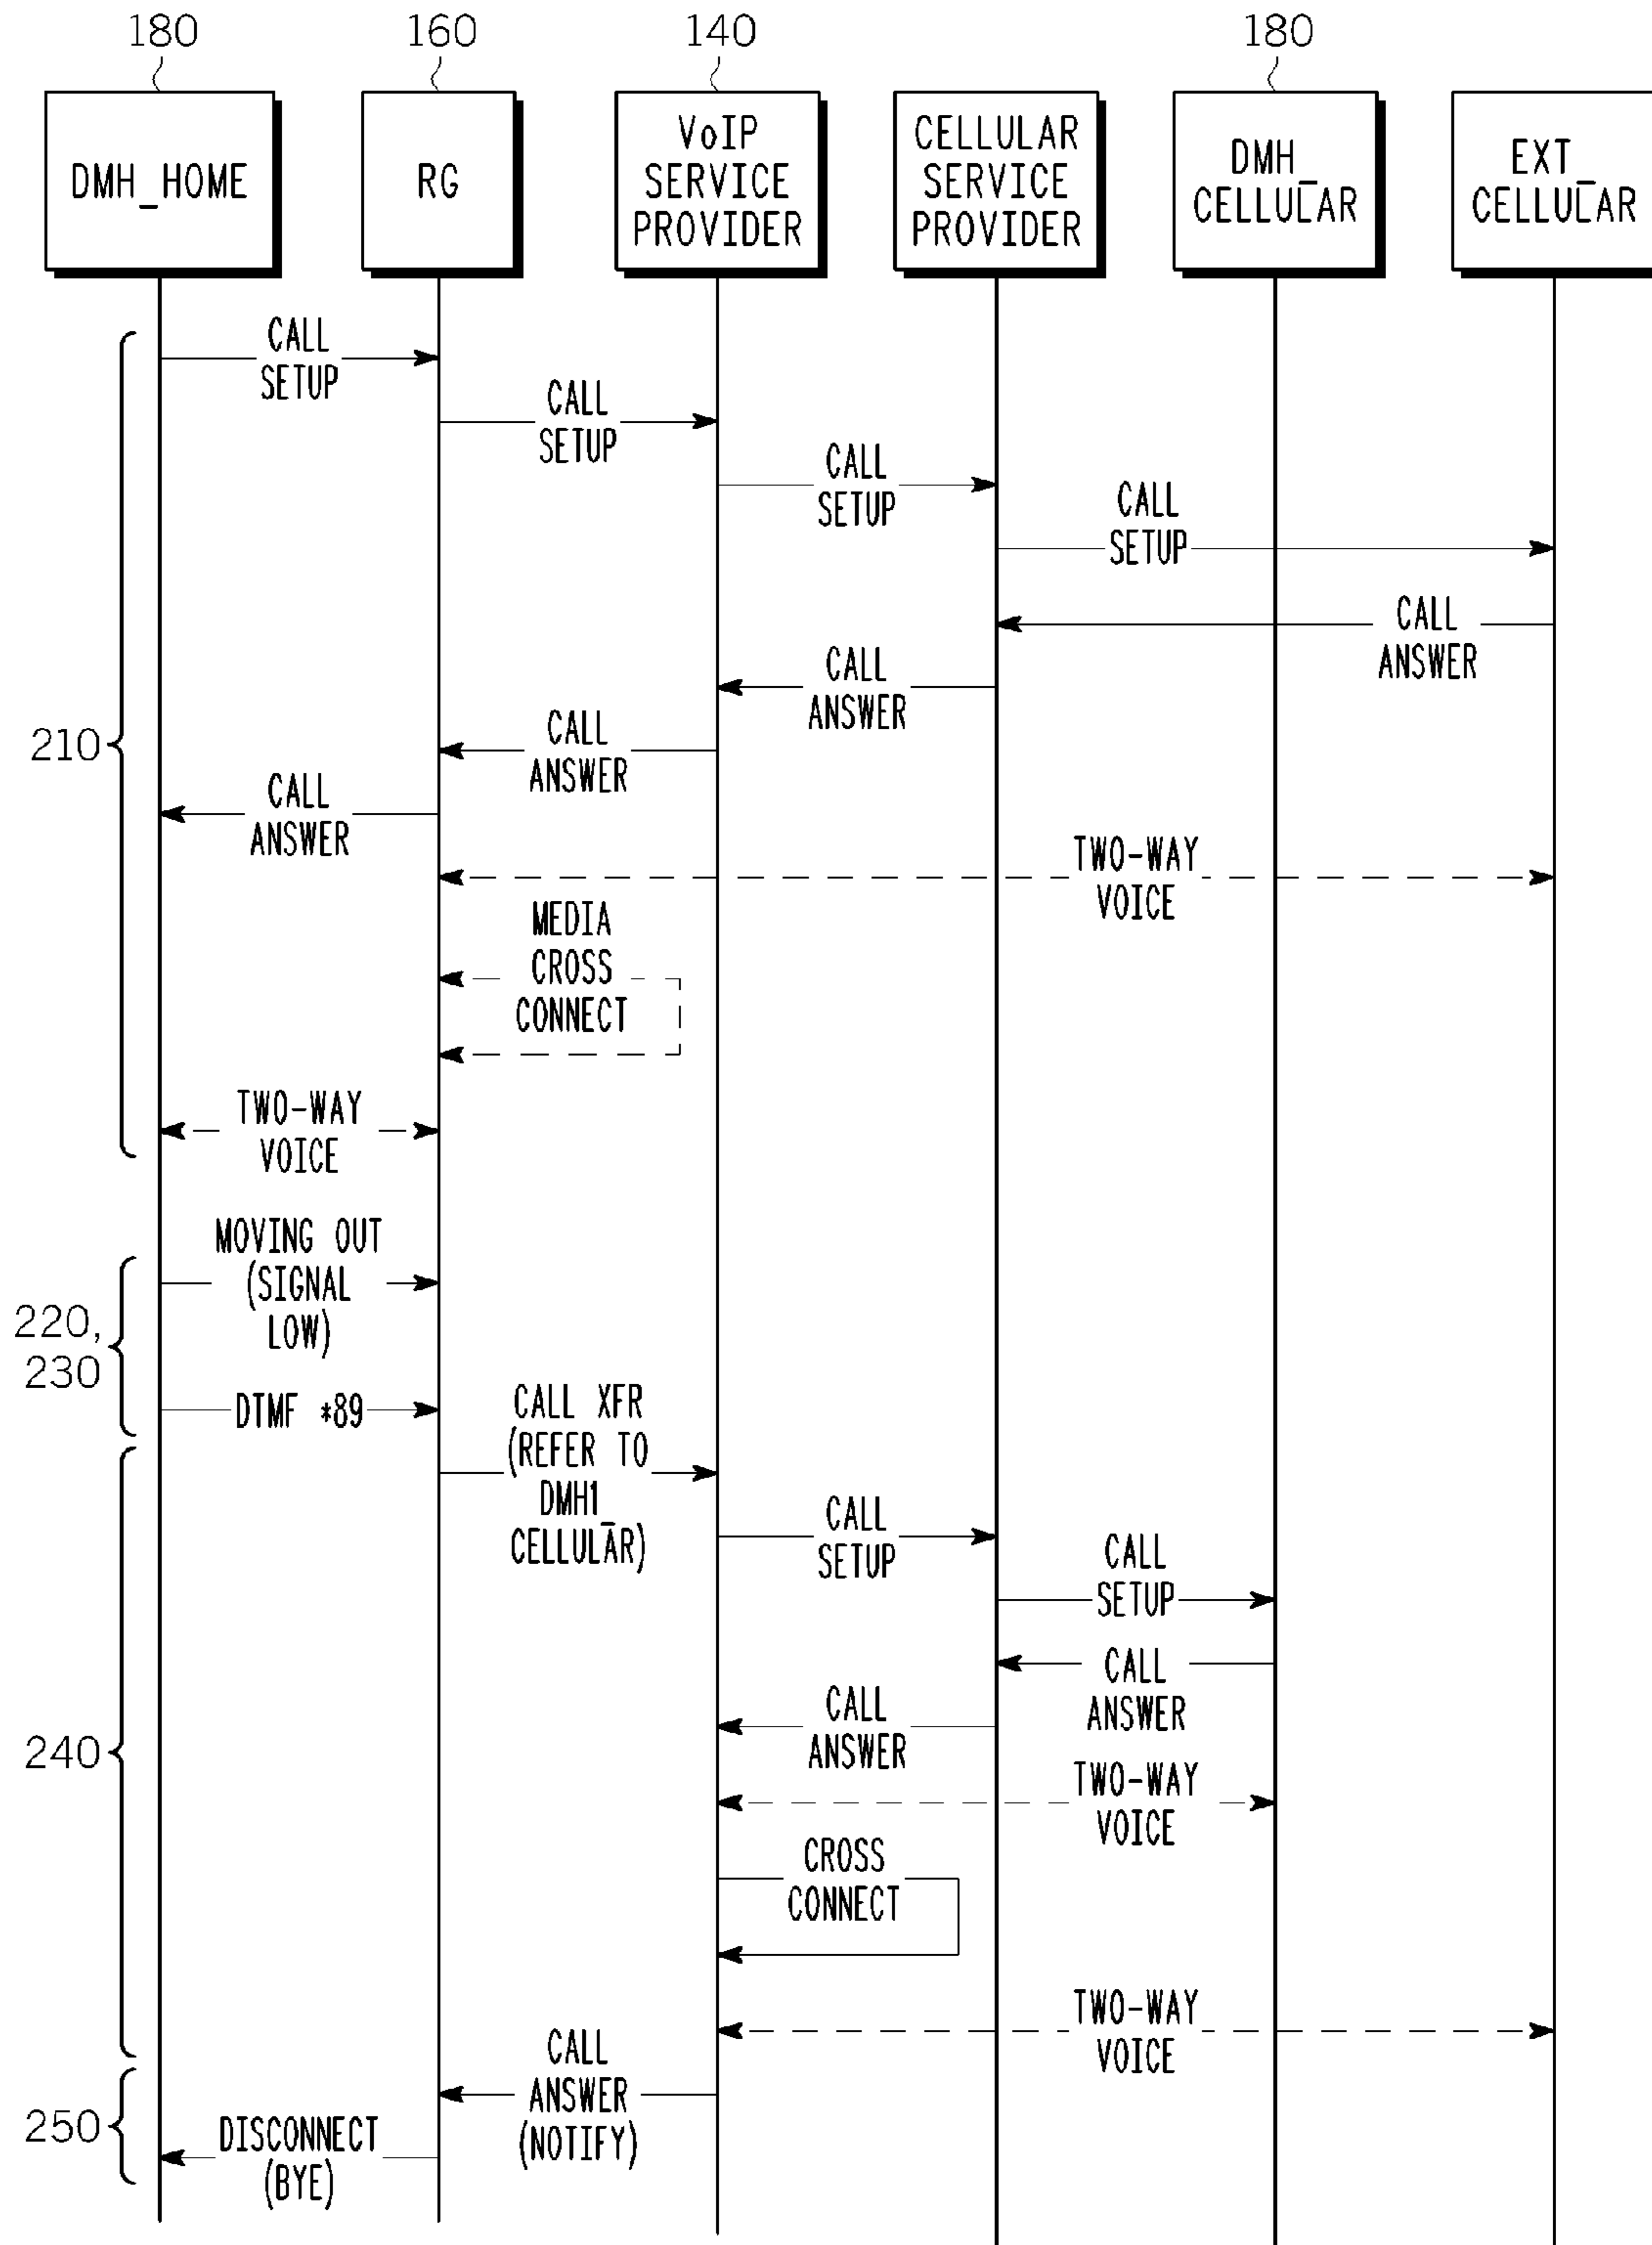 180
160
140
180
DMH_HOME
RG
VoIP
SERVICE
PROVIDER
CELLULAR
SERVICE
PROVIDER
DMH_
CELLULAR
EXT_
CELLULAR
CALL
SETUP
CALL
SETUP
CALL
SETUP
CALL
SETUP
CALL
ANSWER
CALL
ANSWER
CALL
ANSWER
CALL
ANSWER
210
TWO-WAY
VOICE
MEDIA
CROSS
CONNECT
TWO-WAY
VOICE
MOVING OUT
(SIGNAL
LOW)
220,
230
DTMF *89
CALL XFR
(REFER TO
DMH1_
CELLULAR)
CALL
SETUP
CALL
SETUP
CALL
ANSWER
CALL
ANSWER
240
TWO-WAY
VOICE
CROSS
CONNECT
TWO-WAY
VOICE
CALL
ANSWER
(NOTIFY)
250
DISCONNECT
(BYE)